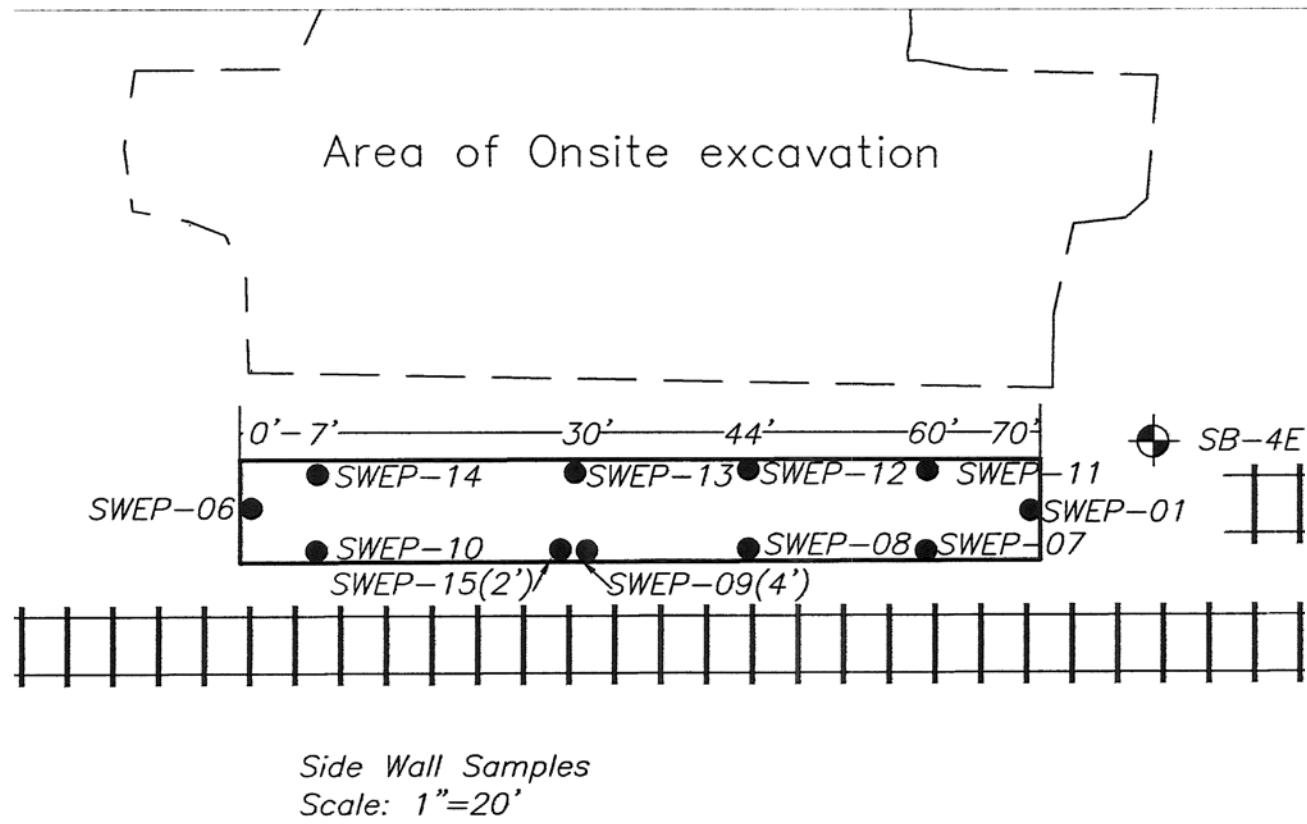 Area of Onsite excavation
0'-7' 30' 44' 60' 70'
SB-4E
SWEP-14 SWEP-13 SWEP-12 SWEP-11
SWEP-06 SWEP-01
SWEP-10 SWEP-08 SWEP-07
SWEP-15(2') SWEP-09(4')
Side Wall Samples
Scale: 1"=20'